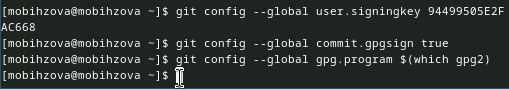 [mobihzova@mobihzova ~]$ git config --global user.signingkey 94499505E2F
AC668
[mobihzova@mobihzova ~]$ git config --global commit.gpgsign true
[mobihzova@mobihzova ~]$ git config --global gpg.program $(which gpg2)
[mobihzova@mobihzova ~]$